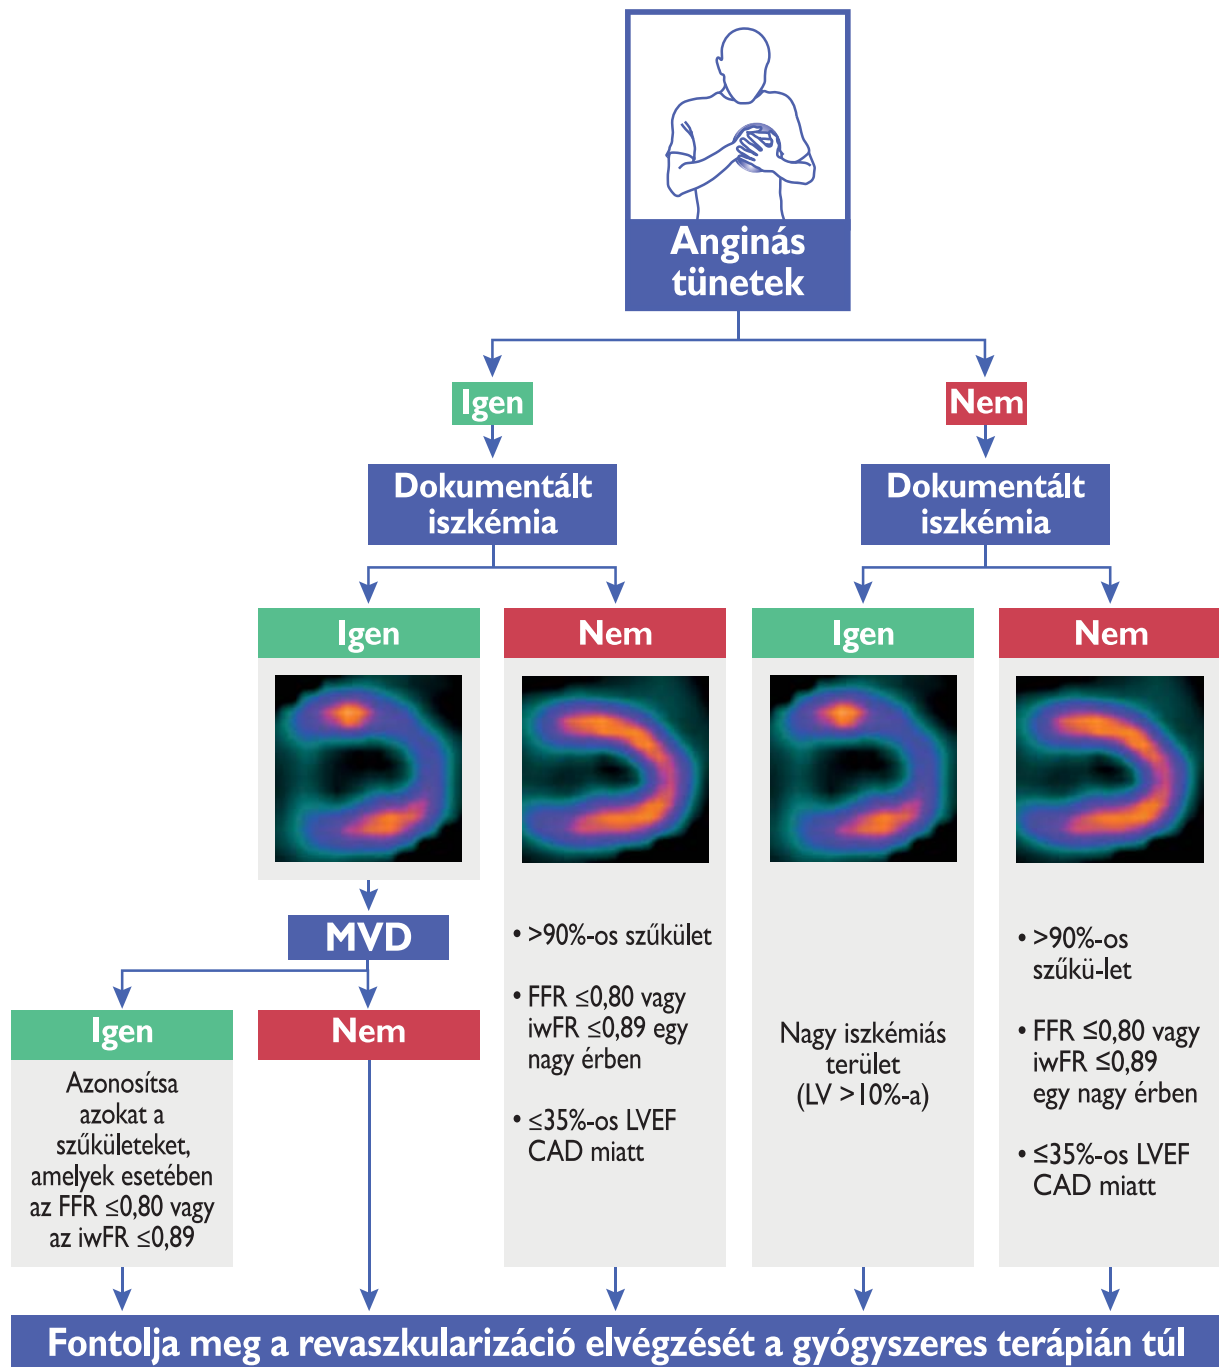 Anginás
tünetek
Igen
Nem
Dokumentált
iszkémia
Dokumentált
iszkémia
Igen
Nem
Igen
Nem
MVD
Igen
Azonosítsa
azokat a
szűkületeket,
amelyek esetében
az FFR ≤0,80 vagy
az iwFR ≤0,89
Nem
• >90%-os szűkület
• FFR ≤0,80 vagy
iwFR ≤0,89 egy
nagy érben
• ≤35%-os LVEF
CAD miatt
Nagy iszkémiás
terület
(LV >10%-a)
• >90%-os
szűkü-let
• FFR ≤0,80 vagy
iwFR ≤0,89
egy nagy érben
• ≤35%-os LVEF
CAD miatt
Fontolja meg a revaszkularizáció elvégzését a gyógyszeres terápián túl